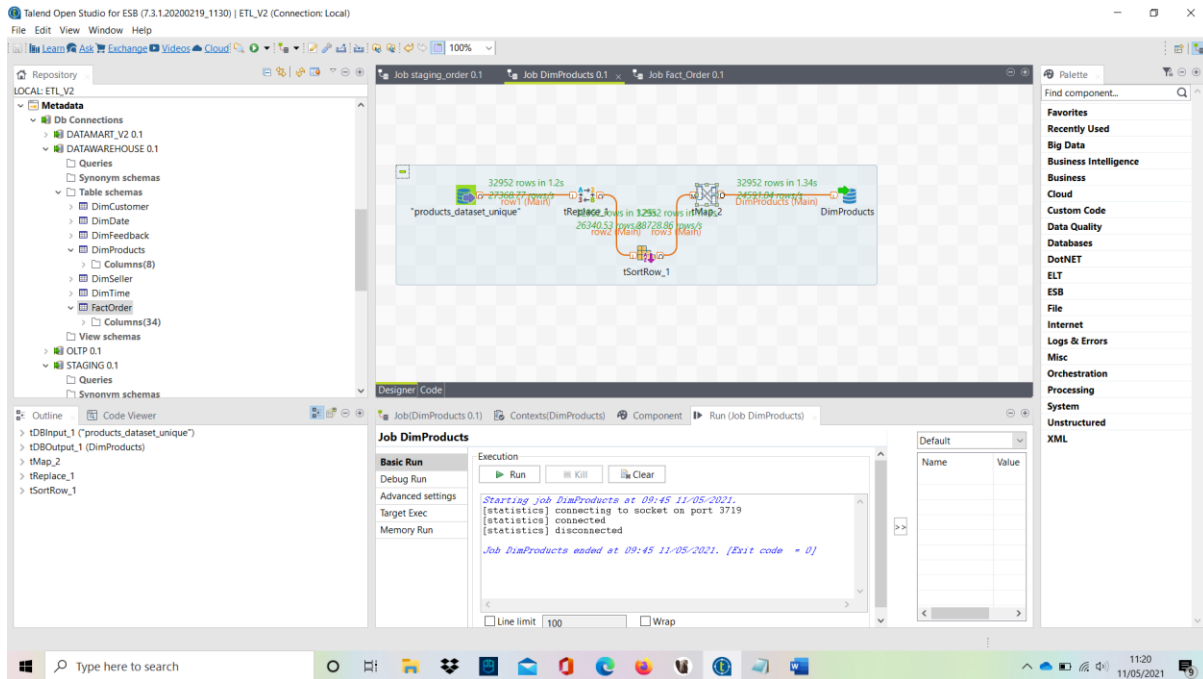 Talend Open Studio for ESB (7.3.1.20200219_1130) | ETL_V2 (Connection: Local)
File Edit View Window Help
Learn Ask Exchange Videos Cloud 100%
Repository
LOCAL: ETL_V2
Metadata
Db Connections
DATAMART_V2 0.1
DATAWAREHOUSE 0.1
Queries
Synonym schemas
Table schemas
DimCustomer
DimDate
DimFeedback
DimProducts
Columns(8)
DimSeller
DimTime
FactOrder
Columns(34)
View schemas
OLTP 0.1
STAGING 0.1
Queries
Synonym schemas
Job staging_order 0.1 Job DimProducts 0.1 Job Fact_Order 0.1
32952 rows in 1.2s
27368.77 rows/s
row1 (Main)
32952 rows in 1.34s
DimProducts (Main)
"products_dataset_unique" tReplace_1 tMap_2 DimProducts
26340.53 rows/s
row2 (Main) row3 (Main)
tSortRow_1
Designer Code
Palette
Find component...
Favorites
Recently Used
Big Data
Business Intelligence
Business
Cloud
Custom Code
Data Quality
Databases
DotNET
ELT
ESB
File
Internet
Logs & Errors
Misc
Orchestration
Processing
System
Unstructured
XML
Outline Code Viewer
tDBInput_1 ("products_dataset_unique")
tDBOutput_1 (DimProducts)
tMap_2
tReplace_1
tSortRow_1
Job(DimProducts 0.1) Contexts(DimProducts) Component Run (Job DimProducts)
Job DimProducts
Basic Run
Debug Run
Advanced settings
Target Exec
Memory Run
Execution
Run Kill Clear
Starting job DimProducts at 09:45 11/05/2021.
[statistics] connecting to socket on port 3719
[statistics] connected
[statistics] disconnected
Job DimProducts ended at 09:45 11/05/2021. [Exit code = 0]
Line limit 100 Wrap
>>
Default
Name Value
Type here to search
11:20
11/05/2021